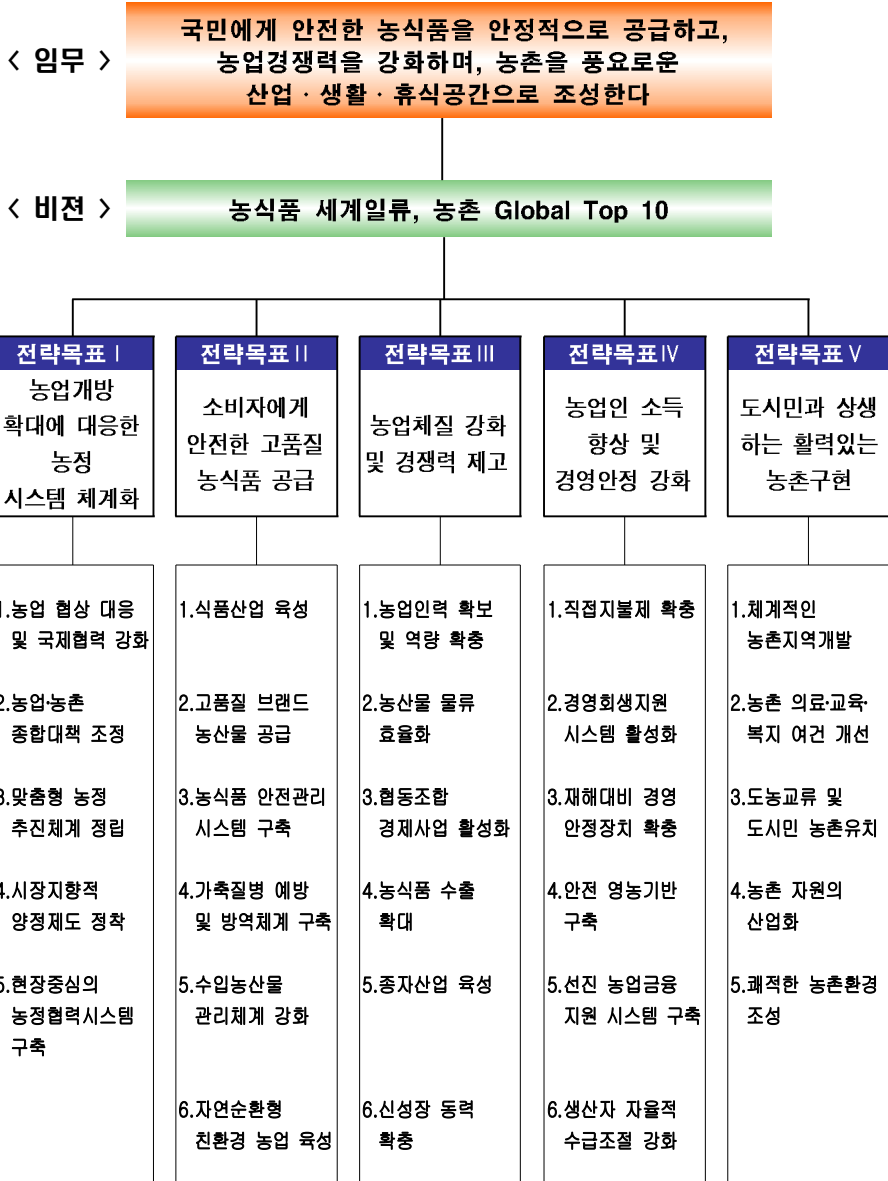 국민에게 안전한 농식품을 안정적으로 공급하고,
< 임무 >
농업경쟁력을 강화하며, 농촌을 풍요로운
산업 · 생활 · 휴식공간으로 조성한다
< 비젼 >
농식품 세계일류, 농촌 Global Top 10
전략목표 Ⅰ
농업개방
확대에 대응한
농정
시스템 체계화
전략목표 Ⅱ
소비자에게
안전한 고품질
농식품 공급
전략목표 Ⅲ
농업체질 강화
및 경쟁력 제고
전략목표 Ⅳ
농업인 소득
향상 및
경영안정 강화
전략목표 Ⅴ
도시민과 상생
하는 활력있는
농촌구현
1.농업 협상 대응
및 국제협력 강화
2.농업·농촌
종합대책 조정
3.맞춤형 농정
추진체계 정립
4.시장지향적
양정제도 정착
5.현장중심의
농정협력시스템
구축
1.식품산업 육성
2.고품질 브랜드
농산물 공급
3.농식품 안전관리
시스템 구축
4.가축질병 예방
및 방역체계 구축
5.수입농산물
관리체계 강화
6.자연순환형
친환경 농업 육성
1.농업인력 확보
및 역량 확충
2.농산물 물류
효율화
3.협동조합
경제사업 활성화
4.농식품 수출
확대
5.종자산업 육성
6.신성장 동력
확충
1.직접지불제 확충
2.경영회생지원
시스템 활성화
3.재해대비 경영
안정장치 확충
4.안전 영농기반
구축
5.선진 농업금융
지원 시스템 구축
6.생산자 자율적
수급조절 강화
1.체계적인
농촌지역개발
2.농촌 의료·교육·
복지 여건 개선
3.도농교류 및
도시민 농촌유치
4.농촌 자원의
산업화
5.쾌적한 농촌환경
조성